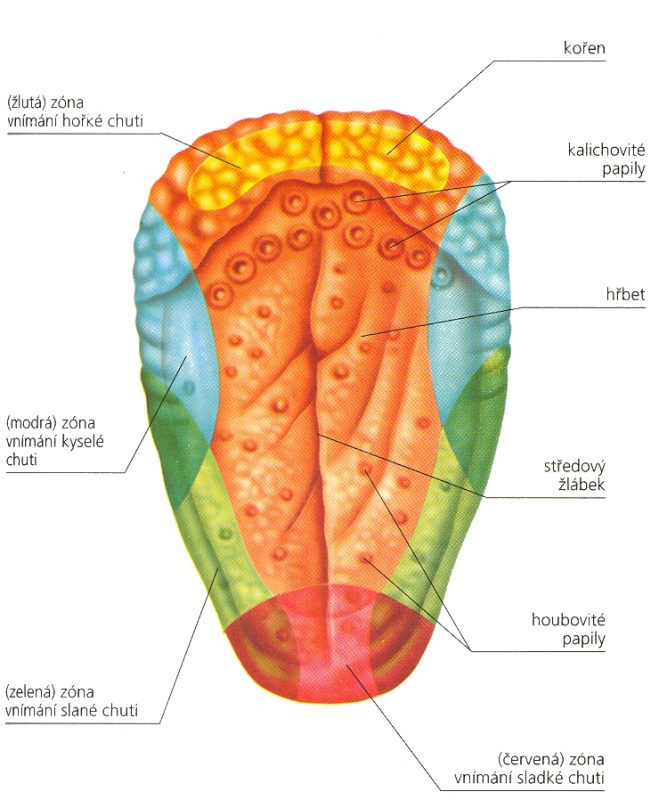 kořen
(žlutá) zóna
vnímání hořké chuti
kalichovité
papily
hřbet
(modrá) zóna
vnímání kyselé
chuti
středový
žlábek
houbovité
papily
(zelená) zóna
vnímání slané chuti
(červená) zóna
vnímání sladké chuti